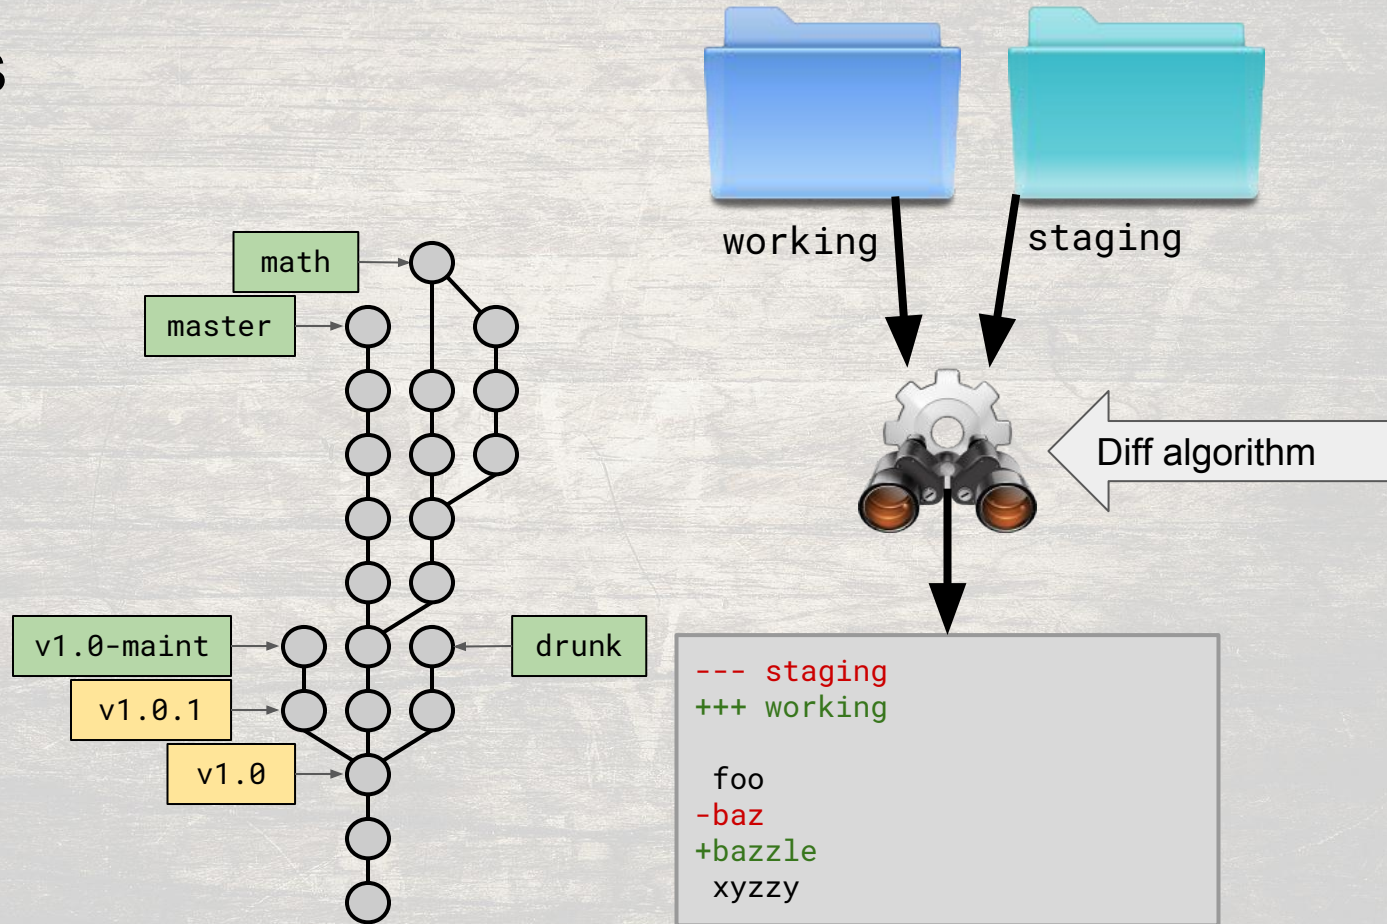 s
working
staging
math
master
Diff algorithm
v1.0-maint
drunk
v1.0.1
v1.0
--- staging
+++ working
 foo
-baz
+bazzle
 xyzzy